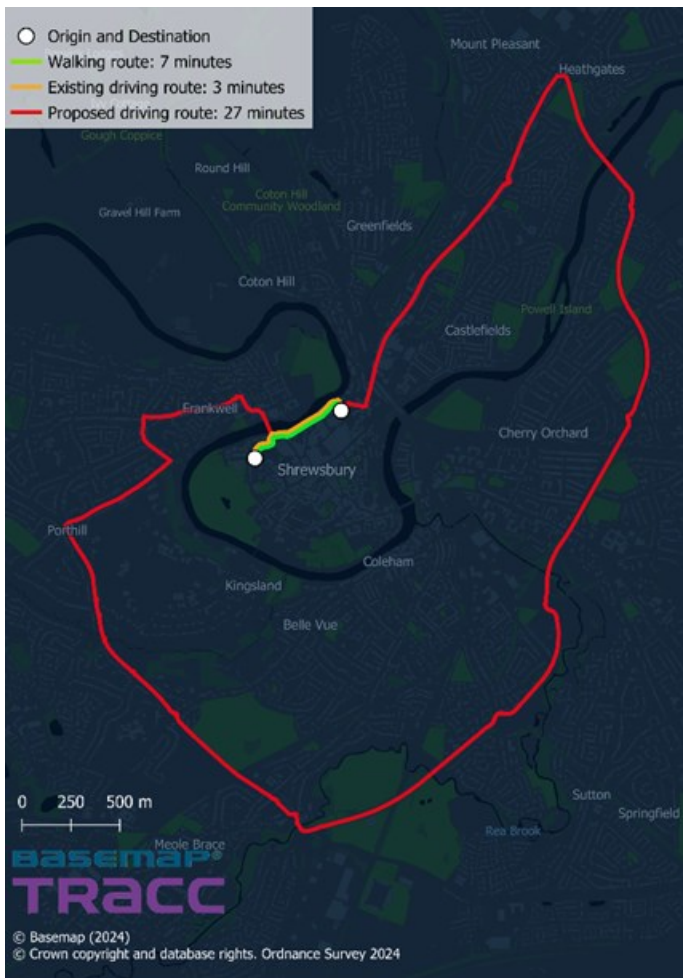 Origin and Destination
Walking route: 7 minutes
Existing driving route: 3 minutes
Proposed driving route: 27 minutes
Mount Pleasant
Heathgates
Gough Coppice
Round Hill
Coton Hill
Community Woodland
Gravel Hill Farm
Greenfields
Coton Hill
Powell Island
Castlefields
Frankwell
Cherry Orchard
Shrewsbury
Porthill
Coleham
Kingsland
Belle Vue
0 250 500 m
Sutton
Springfield
Rea Brook
Meole Brace
BASEMAP®
TRACC
© Basemap (2024)
© Crown copyright and database rights. Ordnance Survey 2024